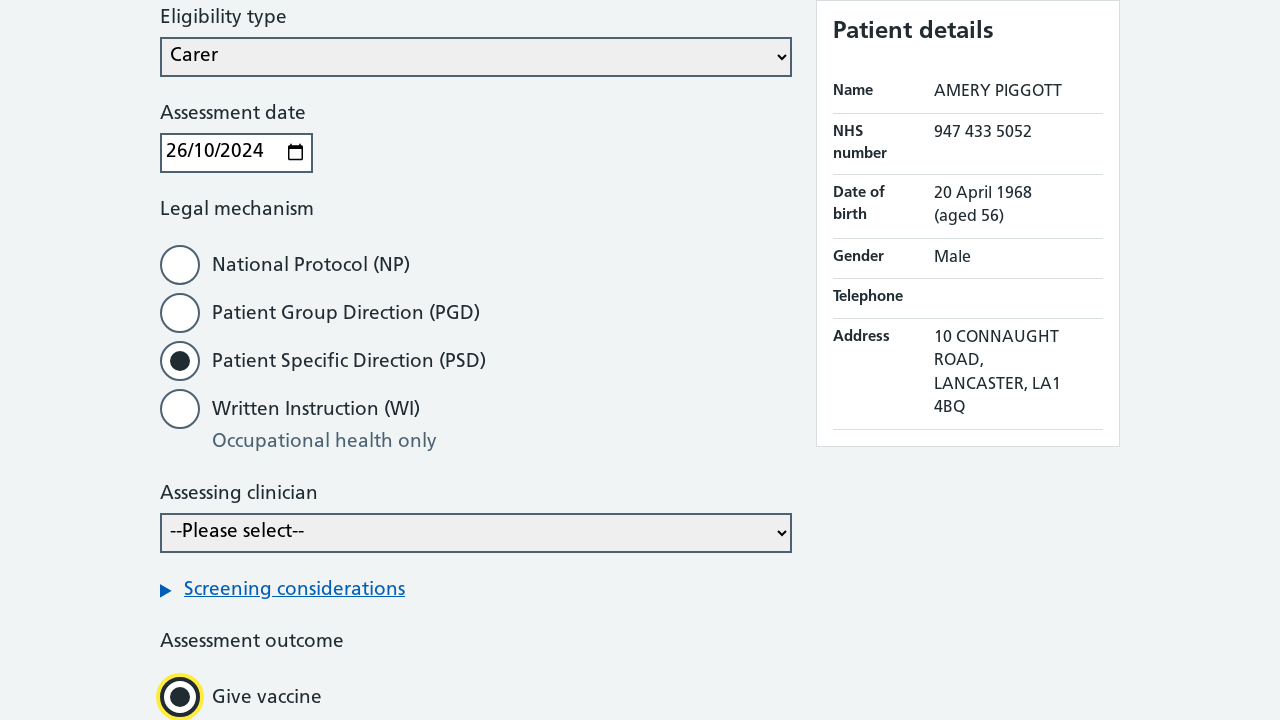 Eligibility type
Carer
Assessment date
26/10/2024
Legal mechanism
National Protocol (NP)
Patient Group Direction (PGD)
Patient Specific Direction (PSD)
Written Instruction (WI)
Occupational health only
Assessing clinician
--Please select--
Screening considerations
Assessment outcome
Give vaccine
Patient details
Name AMERY PIGGOTT
NHS number 947 433 5052
Date of birth 20 April 1968
(aged 56)
Gender Male
Telephone
Address 10 CONNAUGHT
ROAD,
LANCASTER, LA1
4BQ